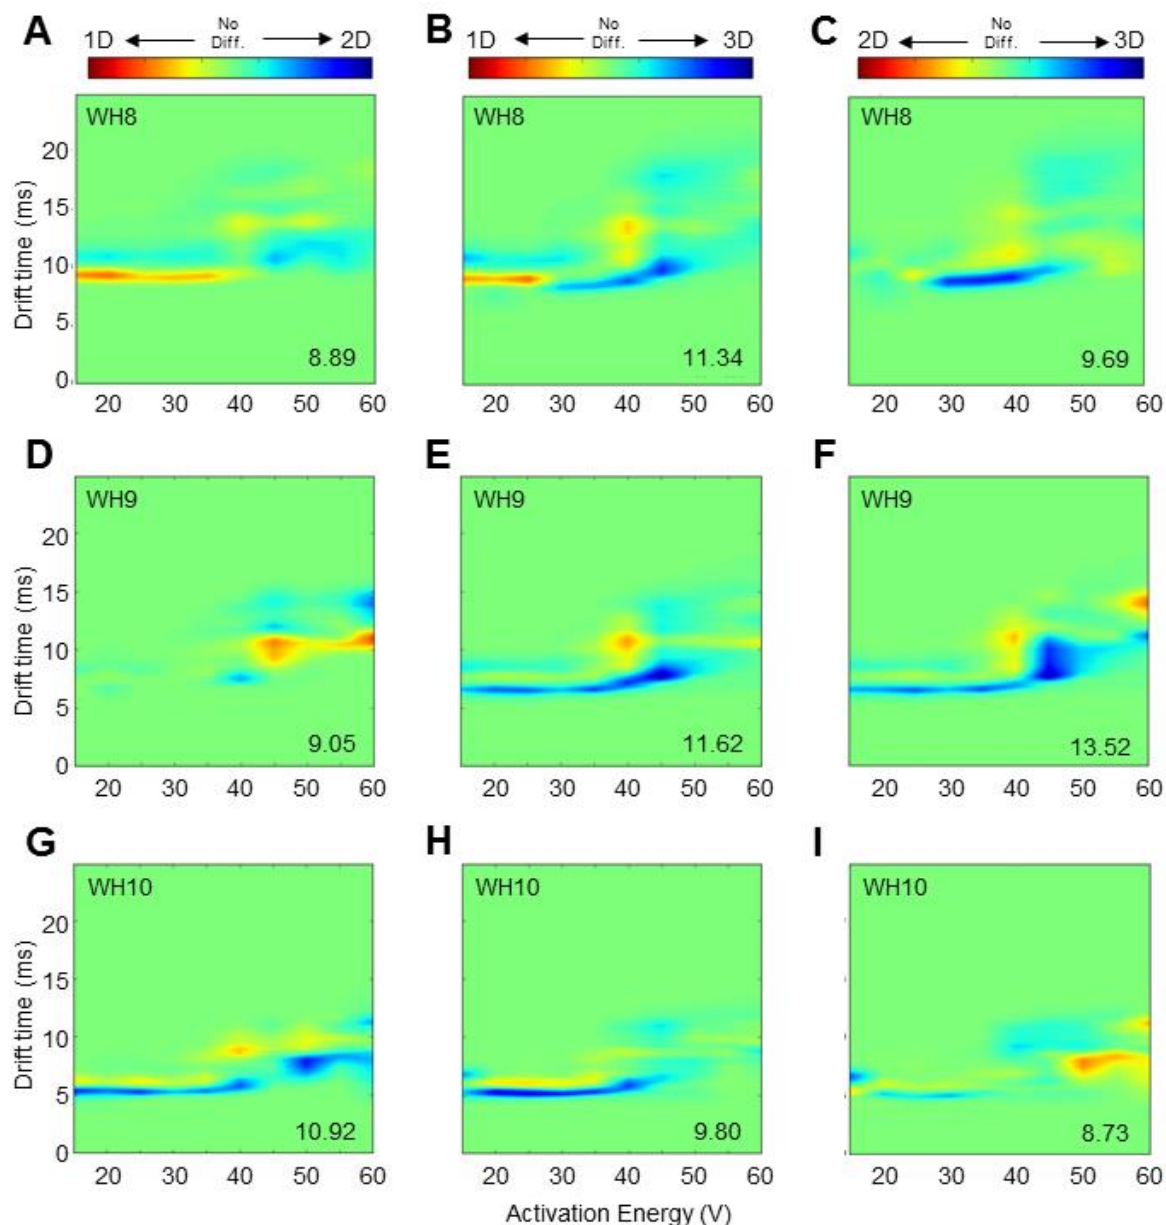 A
1D
No
Diff.
2D
B
1D
No
Diff.
3D
C
2D
No
Diff.
3D
WH8
WH8
WH8
Drift time (ms)
20
15
10
5
0
8.89
11.34
9.69
20 30 40 50 60
20 30 40 50 60
20 30 40 50 60
D
E
F
WH9
WH9
WH9
Drift time (ms)
20
15
10
5
0
9.05
11.62
13.52
20 30 40 50 60
20 30 40 50 60
20 30 40 50 60
G
H
I
WH10
WH10
WH10
Drift time (ms)
20
15
10
5
0
10.92
9.80
8.73
20 30 40 50 60
20 30 40 50 60
20 30 40 50 60
Activation Energy (V)